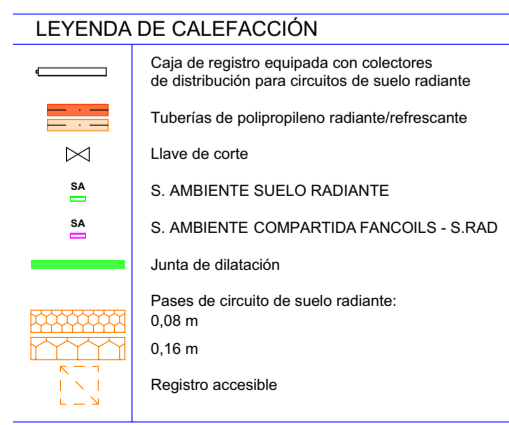 LEYENDA DE CALEFACCIÓN
Caja de registro equipada con colectores
de distribución para circuitos de suelo radiante
Tuberías de polipropileno radiante/refrescante
Llave de corte
SA
S. AMBIENTE SUELO RADIANTE
SA
S. AMBIENTE COMPARTIDA FANCOILS - S.RAD
Junta de dilatación
Pases de circuito de suelo radiante:
0,08 m
0,16 m
Registro accesible